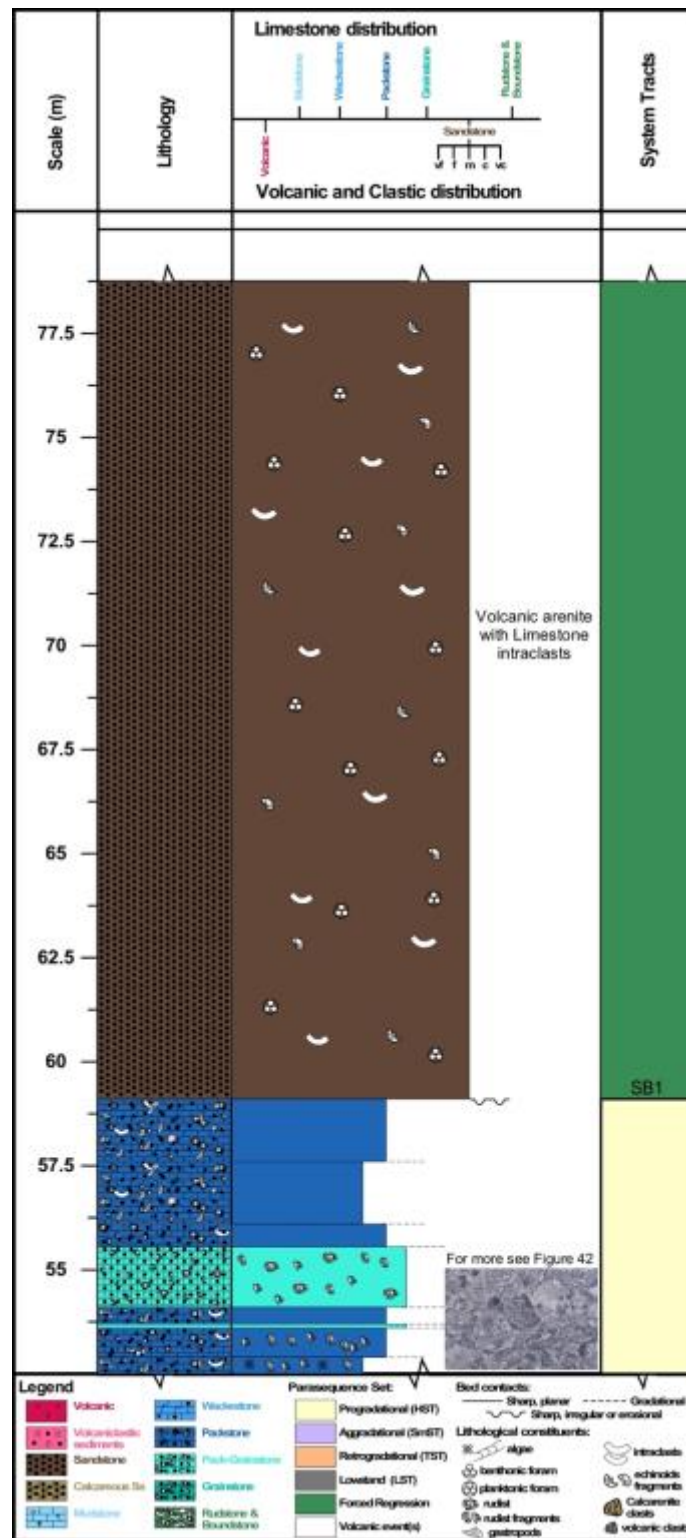 Limestone distribution
Scale (m)
Lithology
Mudstone
Wackestone
Packstone
Grainstone
Rudstone &
Boundstone
System Tracts
Volcanic
Sandstone
vf f m c vc
Volcanic and Clastic distribution
77.5
75
72.5
70
67.5
65
62.5
60
57.5
55
Volcanic arenite
with Limestone
intraclasts
SB1
For more see Figure 42
Legend
Volcanic
Volcaniclastic
sediments
Sandstone
Calcareous Ss
Mudstone
Wackestone
Packstone
Pack-Grainstone
Grainstone
Rudstone &
Boundstone
Parasequence Set:
Progradational (HST)
Aggradational (SmST)
Retrogradational (TST)
Lowstand (LST)
Forced Regression
Volcanic event(s)
Bed contacts:
Sharp, planar
Gradational
Sharp, irregular or erosional
Lithological constituents:
algae
benthonic foram
planktonic foram
rudist
rudist fragments
gastropods
intraclasts
echinoids
fragments
Calcarenite
clasts
volcanic clast